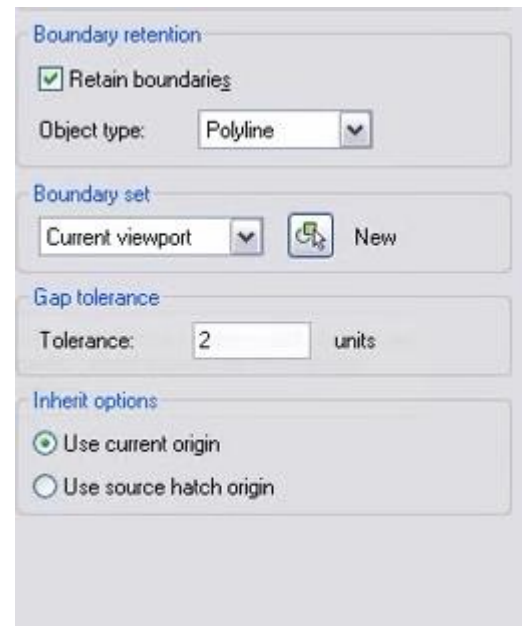 Boundary retention
Retain boundaries
Object type: Polyline
Boundary set
Current viewport New
Gap tolerance
Tolerance: 2 units
Inherit options
Use current origin
Use source hatch origin